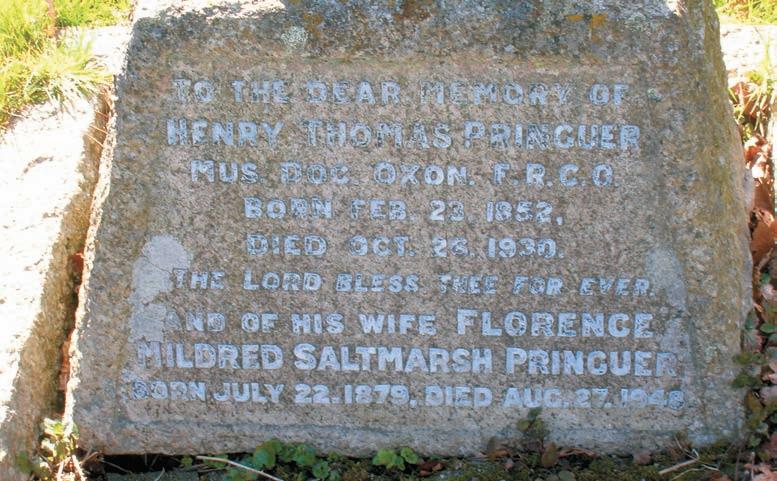 TO THE DEAR MEMORY OF
HENRY THOMAS PRINGUER
MUS. DOC. OXON. F.R.C.O.
BORN FEB. 23. 1852,
DIED OCT. 26. 1930.
THE LORD BLESS THEE FOR EVER.
AND OF HIS WIFE FLORENCE
MILDRED SALTMARSH PRINGUER
BORN JULY 22. 1879, DIED AUG. 27. 1948